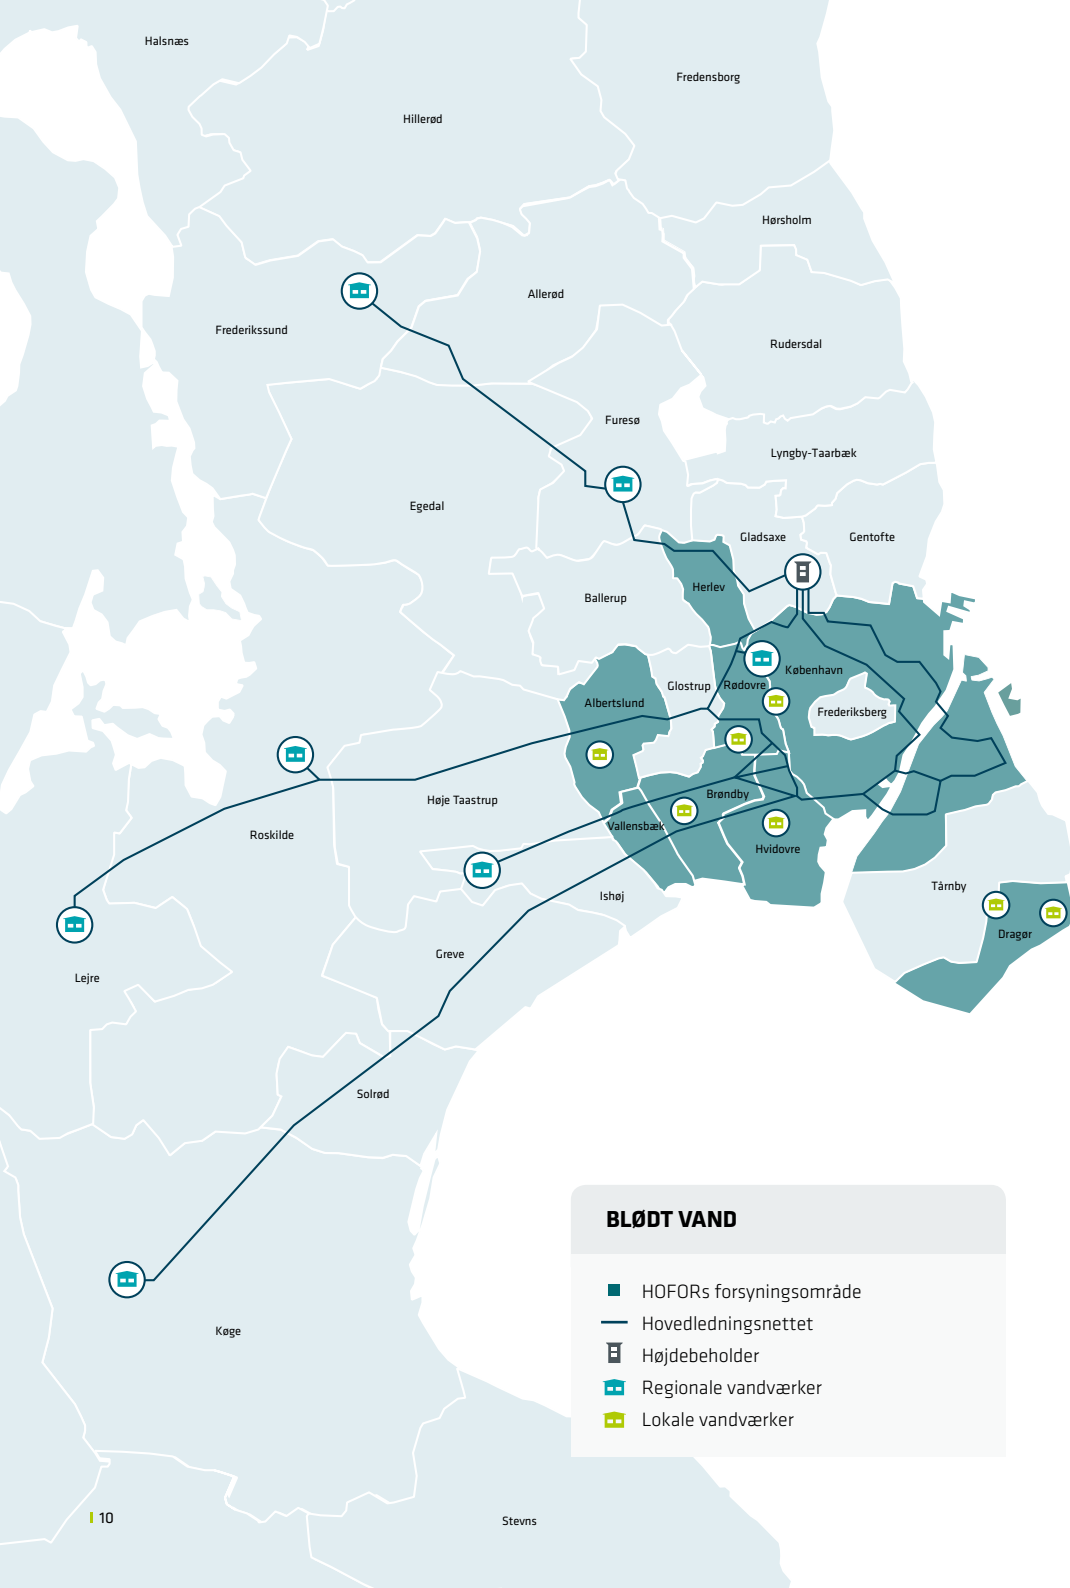 Halsnæs
Fredensborg
Hillerød
Hørsholm
Allerød
Frederikssund
Rudersdal
Furesø
Lyngby-Taarbæk
Egedal
Gladsaxe
Gentofte
Herlev
Ballerup
København
Glostrup
Rødovre
Albertslund
Frederiksberg
Brøndby
Høje Taastrup
Vallensbæk
Roskilde
Hvidovre
Tårnby
Ishøj
Dragør
Greve
Lejre
Solrød
BLØDT VAND
HOFORs forsyningsområde
Hovedledningsnettet
Højdebeholder
Regionale vandværker
Lokale vandværker
Køge
10
Stevns